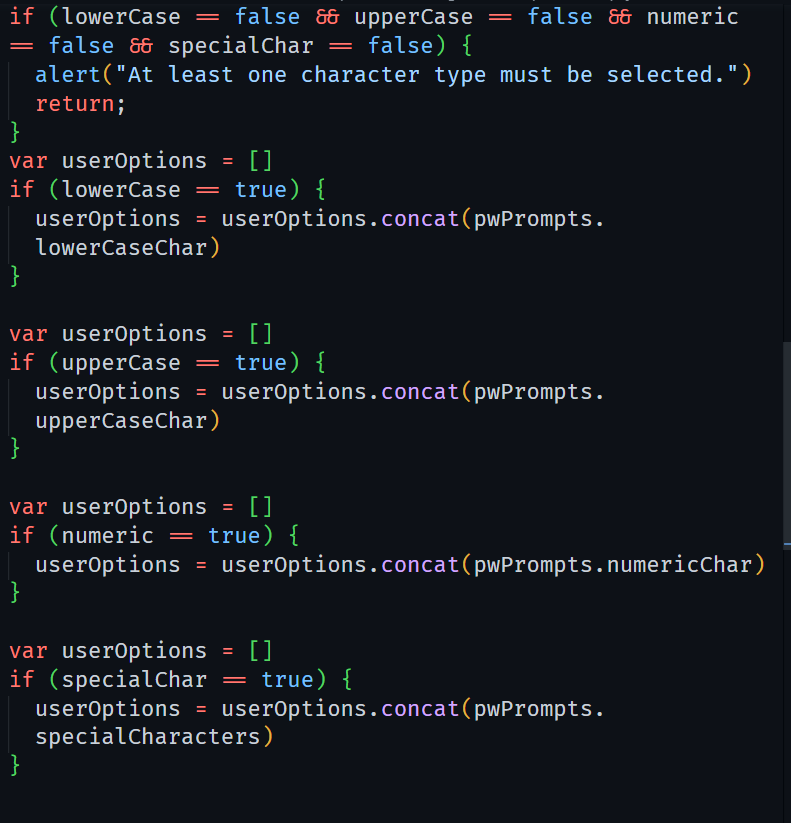 if (lowerCase == false && upperCase == false && numeric
== false && specialChar == false) {
  alert("At least one character type must be selected.")
  return;
}
var userOptions = []
if (lowerCase == true) {
  userOptions = userOptions.concat(pwPrompts.
  lowerCaseChar)
}

var userOptions = []
if (upperCase == true) {
  userOptions = userOptions.concat(pwPrompts.
  upperCaseChar)
}

var userOptions = []
if (numeric == true) {
  userOptions = userOptions.concat(pwPrompts.numericChar)
}

var userOptions = []
if (specialChar == true) {
  userOptions = userOptions.concat(pwPrompts.
  specialCharacters)
}